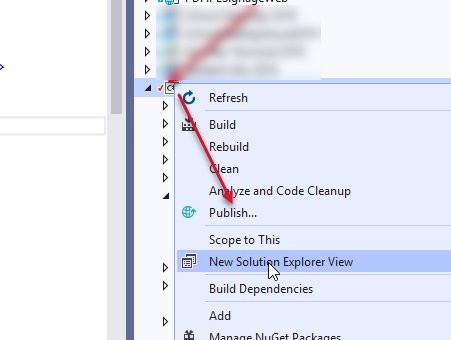 Refresh
Build
Rebuild
Clean
Analyze and Code Cleanup
Publish...
Scope to This
New Solution Explorer View
Build Dependencies
Add
Manage NuGet Packages